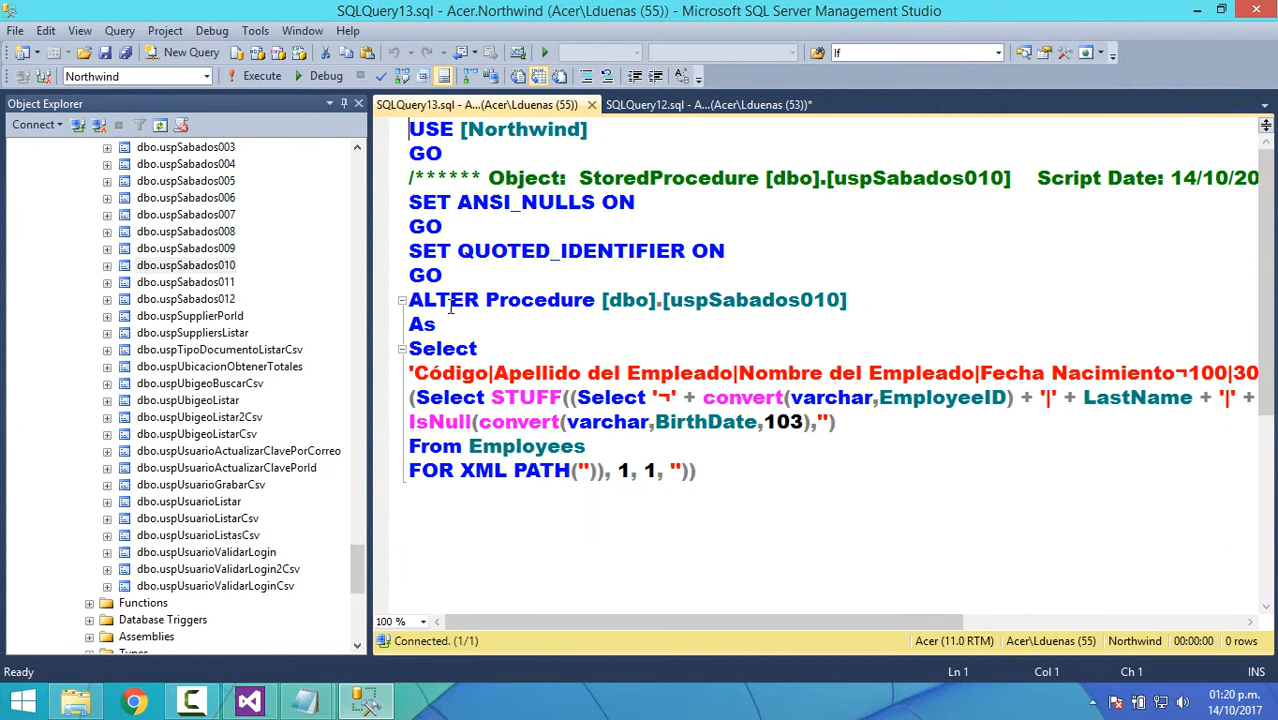 SQLQuery13.sql - Acer.Northwind (Acer\Lduenas (55)) - Microsoft SQL Server Management Studio
File Edit View Query Project Debug Tools Window Help
New Query
If
Northwind
Execute
Debug
Object Explorer
SQLQuery13.sql - A...(Acer\Lduenas (55))
SQLQuery12.sql - A...(Acer\Lduenas (53))*
Connect
dbo.uspSabados003
dbo.uspSabados004
dbo.uspSabados005
dbo.uspSabados006
dbo.uspSabados007
dbo.uspSabados008
dbo.uspSabados009
dbo.uspSabados010
dbo.uspSabados011
dbo.uspSabados012
dbo.uspSupplierPorId
dbo.uspSuppliersListar
dbo.uspTipoDocumentoListarCsv
dbo.uspUbicacionObtenerTotales
dbo.uspUbigeoBuscarCsv
dbo.uspUbigeoListar
dbo.uspUbigeoListar2Csv
dbo.uspUbigeoListarCsv
dbo.uspUsuarioActualizarClavePorCorreo
dbo.uspUsuarioActualizarClavePorId
dbo.uspUsuarioGrabarCsv
dbo.uspUsuarioListar
dbo.uspUsuarioListarCsv
dbo.uspUsuarioListasCsv
dbo.uspUsuarioValidarLogin
dbo.uspUsuarioValidarLogin2Csv
dbo.uspUsuarioValidarLoginCsv
Functions
Database Triggers
Assemblies
Types
USE [Northwind]
GO
/****** Object:  StoredProcedure [dbo].[uspSabados010]    Script Date: 14/10/20
SET ANSI_NULLS ON
GO
SET QUOTED_IDENTIFIER ON
GO
ALTER Procedure [dbo].[uspSabados010]
As
Select
'Código|Apellido del Empleado|Nombre del Empleado|Fecha Nacimiento¬100|30
(Select STUFF((Select '¬' + convert(varchar,EmployeeID) + '|' + LastName + '|' +
IsNull(convert(varchar,BirthDate,103),'')
From Employees
FOR XML PATH('')), 1, 1, ''))
100 %
Connected. (1/1)
Acer (11.0 RTM)
Acer\Lduenas (55)
Northwind
00:00:00
0 rows
Ready
Ln 1
Col 1
Ch 1
INS
01:20 p.m.
14/10/2017